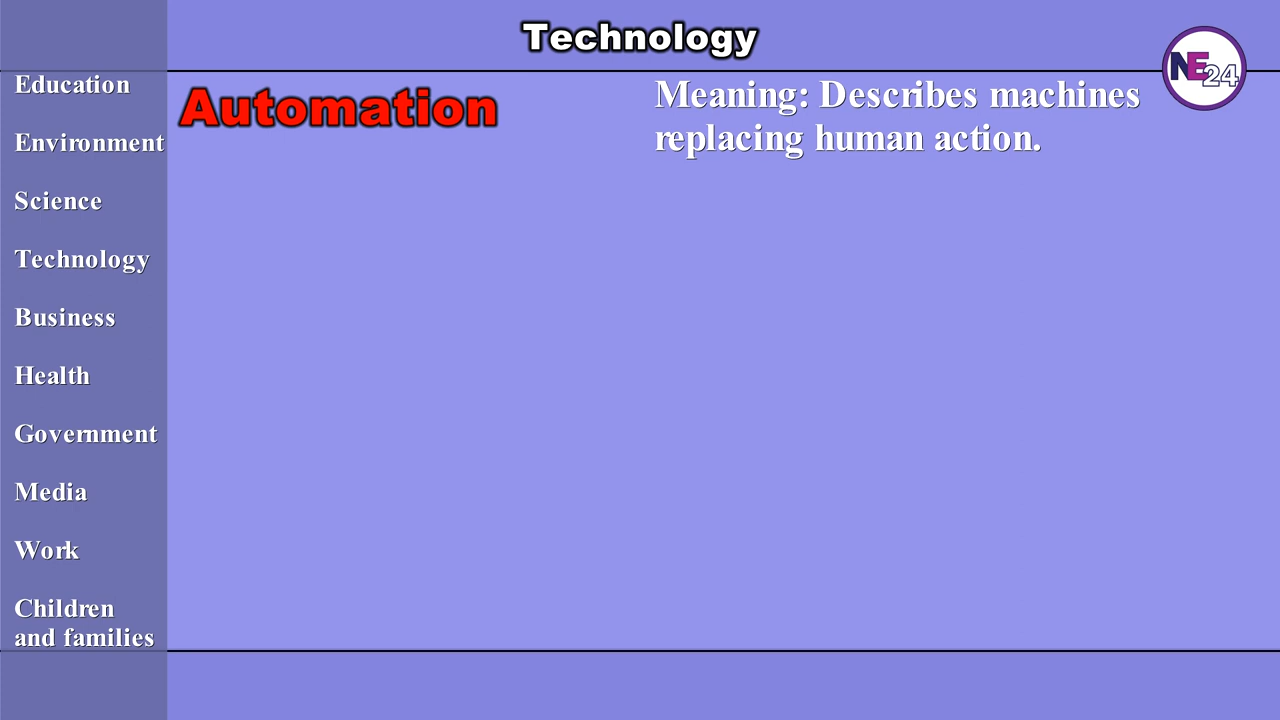 Technology
NE24
Education
Environment
Science
Technology
Business
Health
Government
Media
Work
Children
and families
Automation
Meaning: Describes machines
replacing human action.